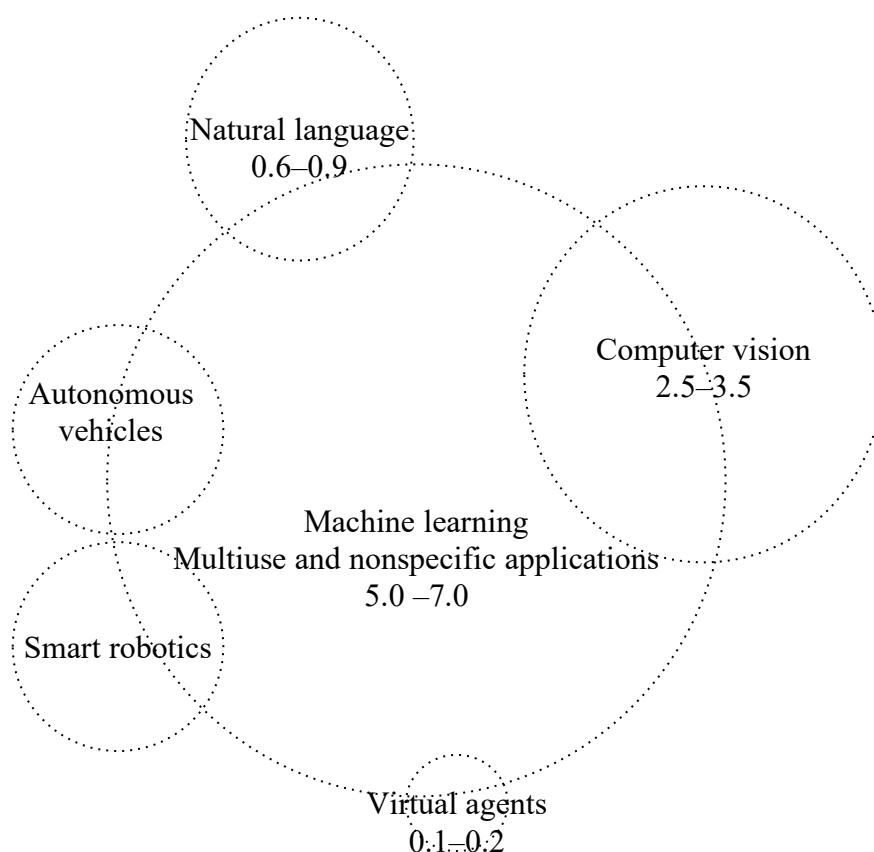 Natural language
0.6–0.9
Computer vision
2.5–3.5
Autonomous
vehicles
Machine learning
Multiuse and nonspecific applications
5.0 –7.0
Smart robotics
Virtual agents
0.1–0.2